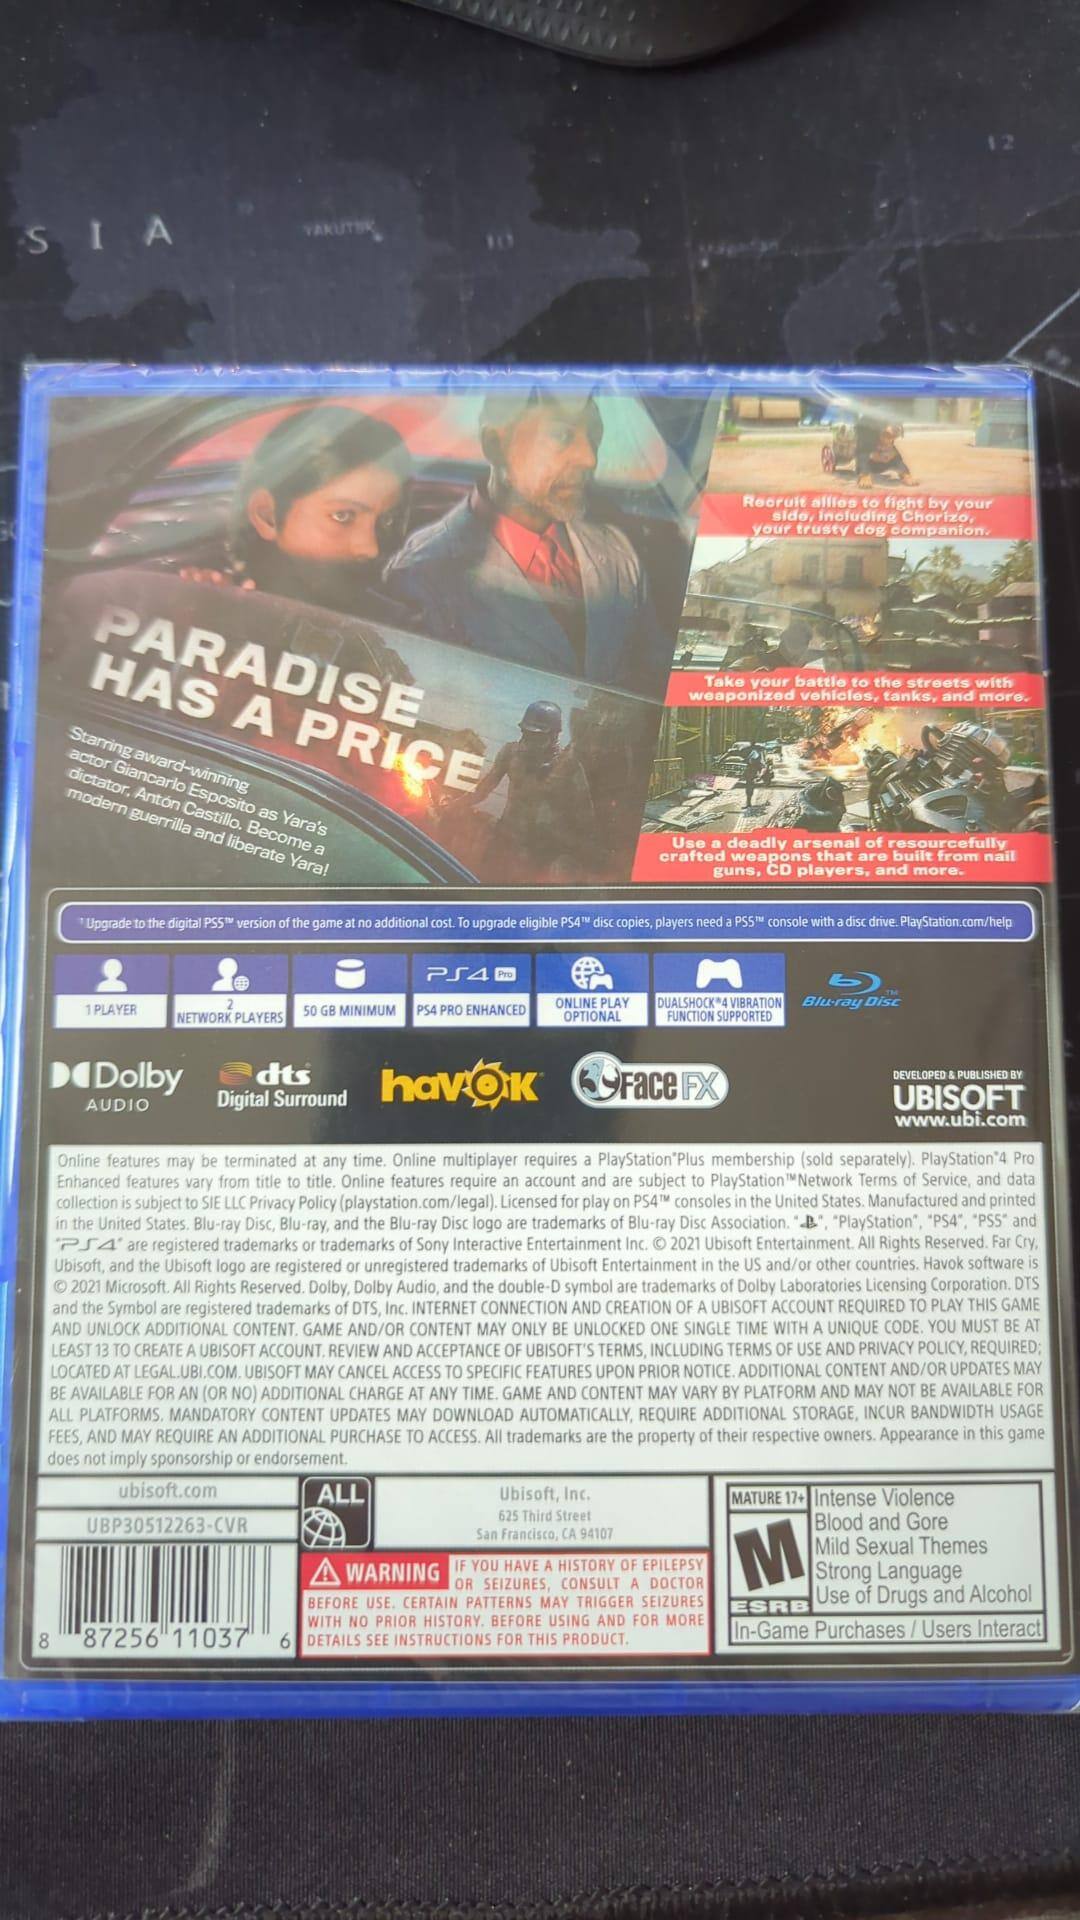 S I A
YAKUTSK
12
10
PARADISE
HAS A PRICE
Starring award-winning
actor Giancarlo Esposito as Yara's
dictator, Antón Castillo. Become a
modern guerrilla and liberate Yara!
Recruit allies to fight by your
side, including Chorizo,
your trusty dog companion.
Take your battle to the streets with
weaponized vehicles, tanks, and more.
Use a deadly arsenal of resourcefully
crafted weapons that are built from nail
guns, CD players, and more.
¹ Upgrade to the digital PS5™ version of the game at no additional cost. To upgrade eligible PS4™ disc copies, players need a PS5™ console with a disc drive. PlayStation.com/help
1 PLAYER
2
NETWORK PLAYERS
50 GB MINIMUM
PS4 Pro
PS4 PRO ENHANCED
ONLINE PLAY
OPTIONAL
DUALSHOCK®4 VIBRATION
FUNCTION SUPPORTED
Blu-ray Disc™
Dolby
AUDIO
dts
Digital Surround
havok
FACE FX
DEVELOPED & PUBLISHED BY
UBISOFT
www.ubi.com
Online features may be terminated at any time. Online multiplayer requires a PlayStation®Plus membership (sold separately). PlayStation®4 Pro
Enhanced features vary from title to title. Online features require an account and are subject to PlayStation™Network Terms of Service, and data
collection is subject to SIE LLC Privacy Policy (playstation.com/legal). Licensed for play on PS4™ consoles in the United States. Manufactured and printed
in the United States. Blu-ray Disc, Blu-ray, and the Blu-ray Disc logo are trademarks of Blu-ray Disc Association. " ", "PlayStation", "PS4", "PS5" and
"PS4" are registered trademarks or trademarks of Sony Interactive Entertainment Inc. © 2021 Ubisoft Entertainment. All Rights Reserved. Far Cry,
Ubisoft, and the Ubisoft logo are registered or unregistered trademarks of Ubisoft Entertainment in the US and/or other countries. Havok software is
© 2021 Microsoft. All Rights Reserved. Dolby, Dolby Audio, and the double-D symbol are trademarks of Dolby Laboratories Licensing Corporation. DTS
and the Symbol are registered trademarks of DTS, Inc. INTERNET CONNECTION AND CREATION OF A UBISOFT ACCOUNT REQUIRED TO PLAY THIS GAME
AND UNLOCK ADDITIONAL CONTENT. GAME AND/OR CONTENT MAY ONLY BE UNLOCKED ONE SINGLE TIME WITH A UNIQUE CODE. YOU MUST BE AT
LEAST 13 TO CREATE A UBISOFT ACCOUNT. REVIEW AND ACCEPTANCE OF UBISOFT'S TERMS, INCLUDING TERMS OF USE AND PRIVACY POLICY, REQUIRED;
LOCATED AT LEGAL.UBI.COM. UBISOFT MAY CANCEL ACCESS TO SPECIFIC FEATURES UPON PRIOR NOTICE. ADDITIONAL CONTENT AND/OR UPDATES MAY
BE AVAILABLE FOR AN (OR NO) ADDITIONAL CHARGE AT ANY TIME. GAME AND CONTENT MAY VARY BY PLATFORM AND MAY NOT BE AVAILABLE FOR
ALL PLATFORMS. MANDATORY CONTENT UPDATES MAY DOWNLOAD AUTOMATICALLY, REQUIRE ADDITIONAL STORAGE, INCUR BANDWIDTH USAGE
FEES, AND MAY REQUIRE AN ADDITIONAL PURCHASE TO ACCESS. All trademarks are the property of their respective owners. Appearance in this game
does not imply sponsorship or endorsement.
ubisoft.com
UBP30512263-CVR
8 87256 11037 6
ALL
Ubisoft, Inc.
625 Third Street
San Francisco, CA 94107
WARNING IF YOU HAVE A HISTORY OF EPILEPSY
OR SEIZURES, CONSULT A DOCTOR
BEFORE USE. CERTAIN PATTERNS MAY TRIGGER SEIZURES
WITH NO PRIOR HISTORY. BEFORE USING AND FOR MORE
DETAILS SEE INSTRUCTIONS FOR THIS PRODUCT.
MATURE 17+
M
ESRB
Intense Violence
Blood and Gore
Mild Sexual Themes
Strong Language
Use of Drugs and Alcohol
In-Game Purchases / Users Interact